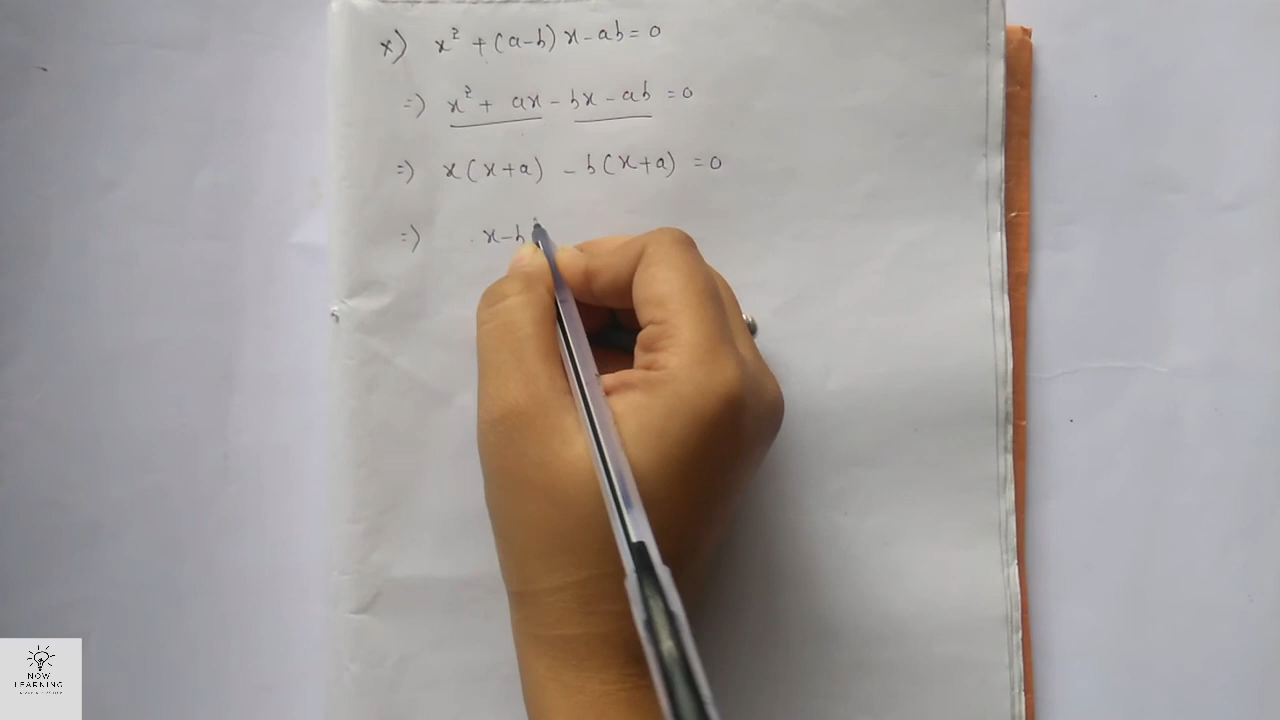 x) x² + (a-b) x - ab = 0
=) x² + ax - bx - ab = 0
=) x (x+a) - b (x+a) = 0
=) x-b
NOW
LEARNING